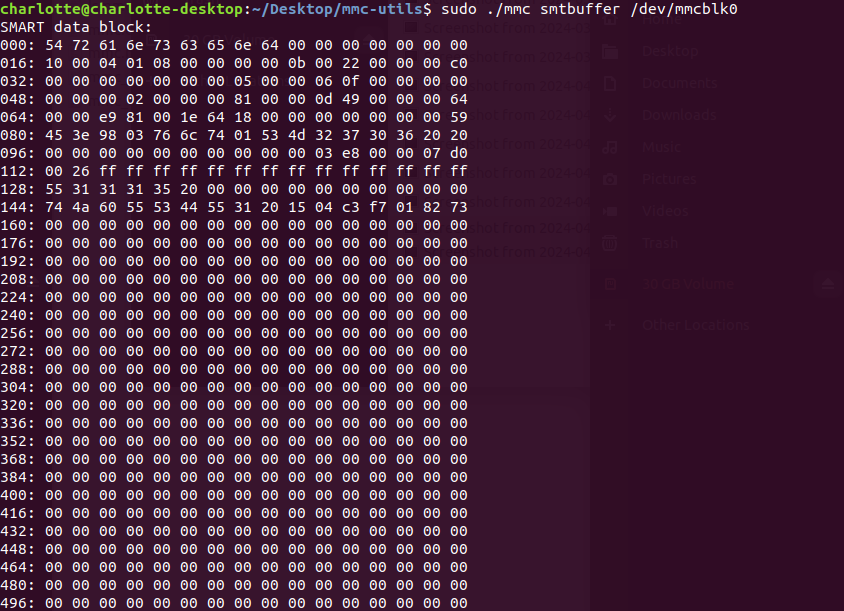 charlotte@charlotte-desktop:~/Desktop/mmc-utils$ sudo ./mmc smtbuffer /dev/mmcblk0
SMART data block:
000: 54 72 61 6e 73 63 65 6e 64 00 00 00 00 00 00 00
016: 10 00 04 01 08 00 00 00 00 0b 00 22 00 00 00 c0
032: 00 00 00 00 00 00 00 05 00 00 06 0f 00 00 00 00
048: 00 00 00 02 00 00 00 81 00 00 0d 49 00 00 00 64
064: 00 00 e9 81 00 1e 64 18 00 00 00 00 00 00 00 59
080: 45 3e 98 03 76 6c 74 01 53 4d 32 37 30 36 20 20
096: 00 00 00 00 00 00 00 00 00 00 03 e8 00 00 07 d0
112: 00 26 ff ff ff ff ff ff ff ff ff ff ff ff ff ff
128: 55 31 31 31 35 20 00 00 00 00 00 00 00 00 00 00
144: 74 4a 60 55 53 44 55 31 20 15 04 c3 f7 01 82 73
160: 00 00 00 00 00 00 00 00 00 00 00 00 00 00 00 00
176: 00 00 00 00 00 00 00 00 00 00 00 00 00 00 00 00
192: 00 00 00 00 00 00 00 00 00 00 00 00 00 00 00 00
208: 00 00 00 00 00 00 00 00 00 00 00 00 00 00 00 00
224: 00 00 00 00 00 00 00 00 00 00 00 00 00 00 00 00
240: 00 00 00 00 00 00 00 00 00 00 00 00 00 00 00 00
256: 00 00 00 00 00 00 00 00 00 00 00 00 00 00 00 00
272: 00 00 00 00 00 00 00 00 00 00 00 00 00 00 00 00
288: 00 00 00 00 00 00 00 00 00 00 00 00 00 00 00 00
304: 00 00 00 00 00 00 00 00 00 00 00 00 00 00 00 00
320: 00 00 00 00 00 00 00 00 00 00 00 00 00 00 00 00
336: 00 00 00 00 00 00 00 00 00 00 00 00 00 00 00 00
352: 00 00 00 00 00 00 00 00 00 00 00 00 00 00 00 00
368: 00 00 00 00 00 00 00 00 00 00 00 00 00 00 00 00
384: 00 00 00 00 00 00 00 00 00 00 00 00 00 00 00 00
400: 00 00 00 00 00 00 00 00 00 00 00 00 00 00 00 00
416: 00 00 00 00 00 00 00 00 00 00 00 00 00 00 00 00
432: 00 00 00 00 00 00 00 00 00 00 00 00 00 00 00 00
448: 00 00 00 00 00 00 00 00 00 00 00 00 00 00 00 00
464: 00 00 00 00 00 00 00 00 00 00 00 00 00 00 00 00
480: 00 00 00 00 00 00 00 00 00 00 00 00 00 00 00 00
496: 00 00 00 00 00 00 00 00 00 00 00 00 00 00 00 00
Home
Desktop
Documents
Downloads
Music
Pictures
Videos
Trash
Other Locations